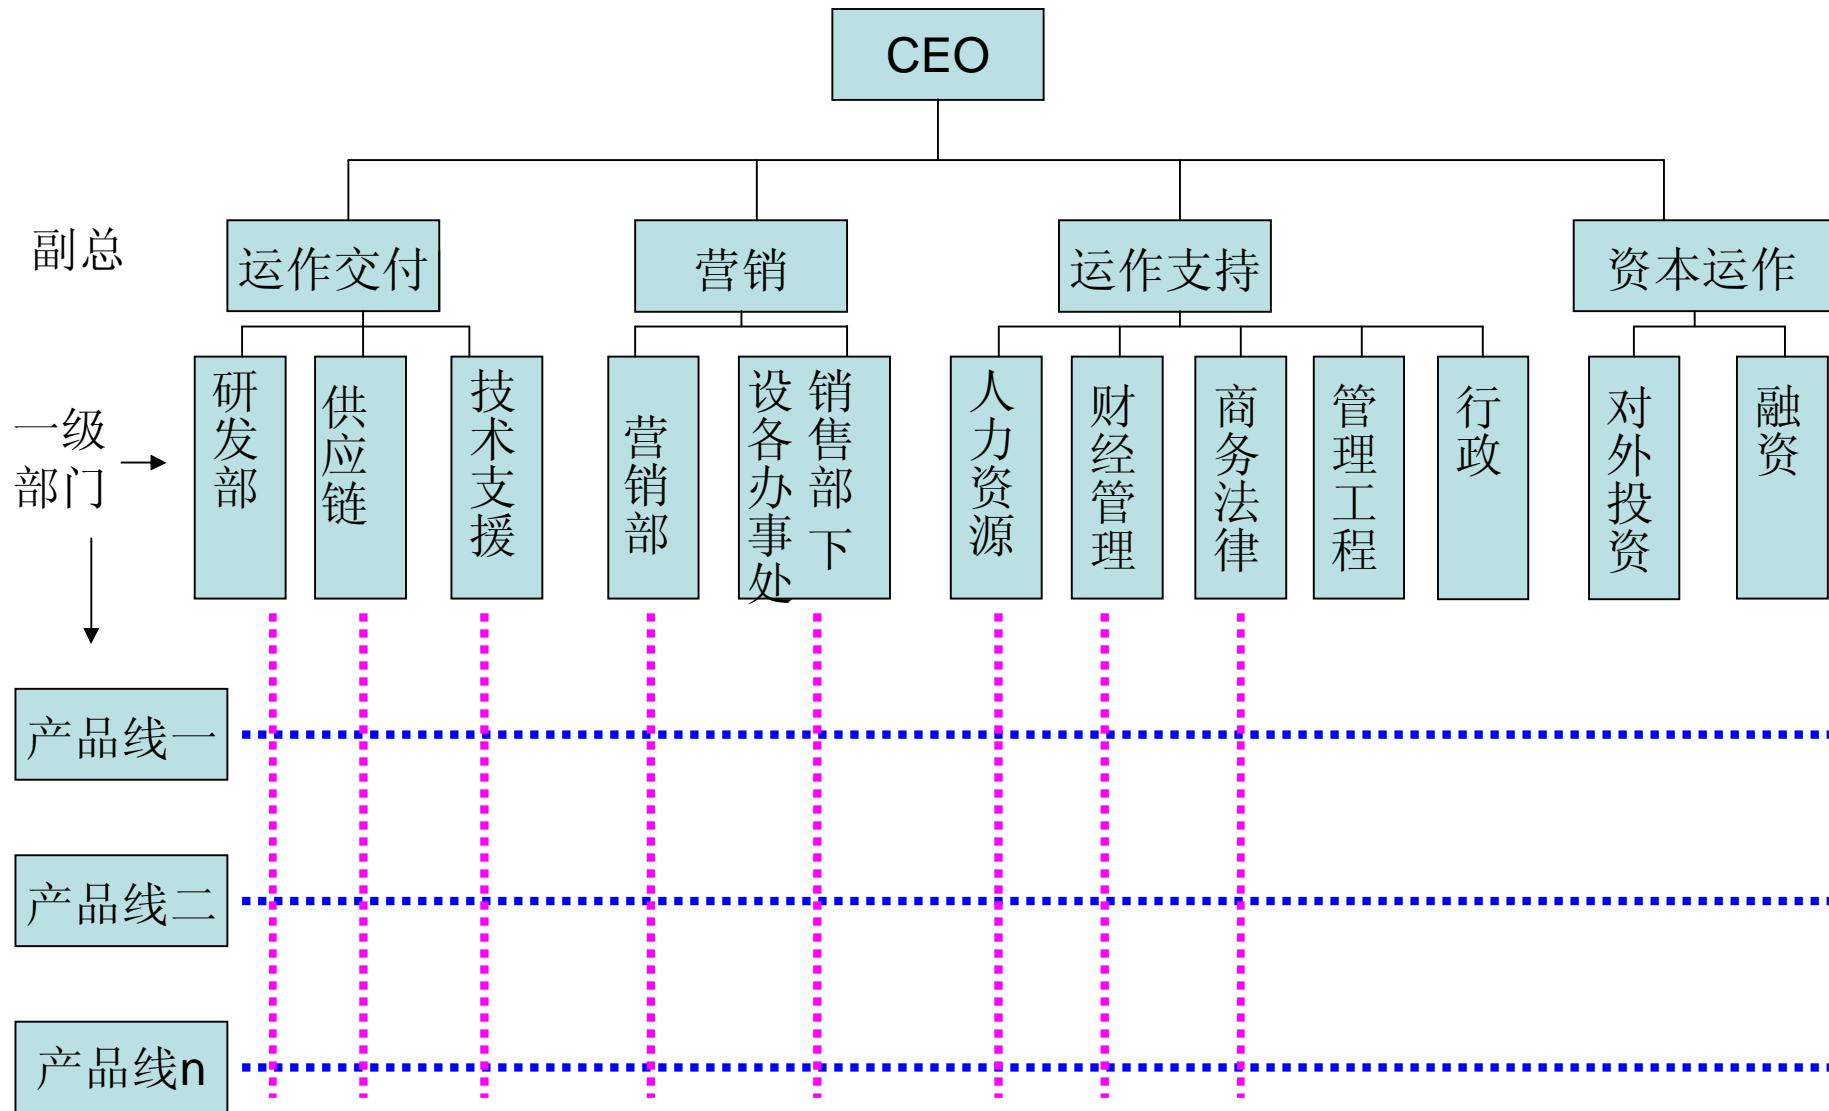 CEO
副总
运作交付
营销
运作支持
资本运作
一级
部门
研发部
供应链
技术支援
营销部
销售部下
设各办事处
人力资源
财经管理
商务法律
管理工程
行政
对外投资
融资
产品线一
产品线二
产品线n